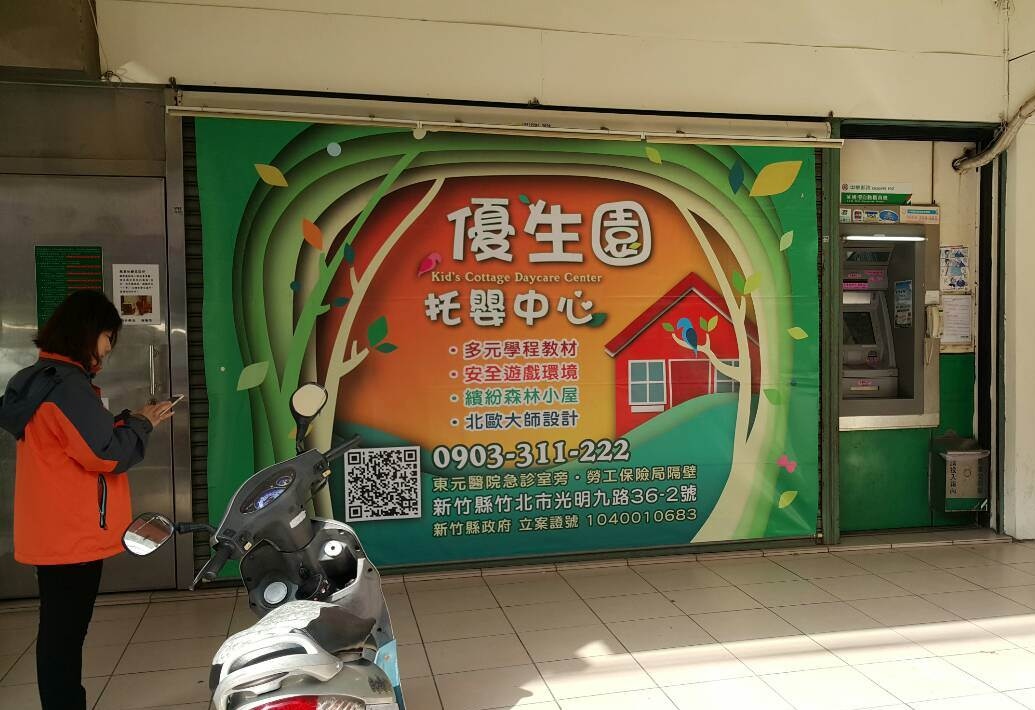 優生園
Kid's Cottage Daycare Center
托嬰中心
・多元學程教材
・安全遊戲環境
・繽紛森林小屋
・北歐大師設計
0903-311-222
東元醫院急診室旁・勞工保險局隔壁
新竹縣竹北市光明九路36-2號
新竹縣政府 立案證號 1040010683
中華郵政